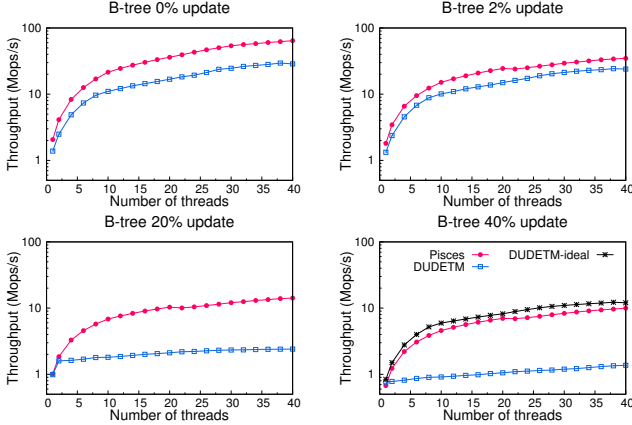 B-tree 0% update
Throughput (Mops/s)
100
10
1
0 5 10 15 20 25 30 35 40
Number of threads
B-tree 2% update
Throughput (Mops/s)
100
10
1
0 5 10 15 20 25 30 35 40
Number of threads
B-tree 20% update
Throughput (Mops/s)
100
10
1
0 5 10 15 20 25 30 35 40
Number of threads
B-tree 40% update
Throughput (Mops/s)
100
10
1
Pisces DUDETM-ideal
DUDETM
0 5 10 15 20 25 30 35 40
Number of threads